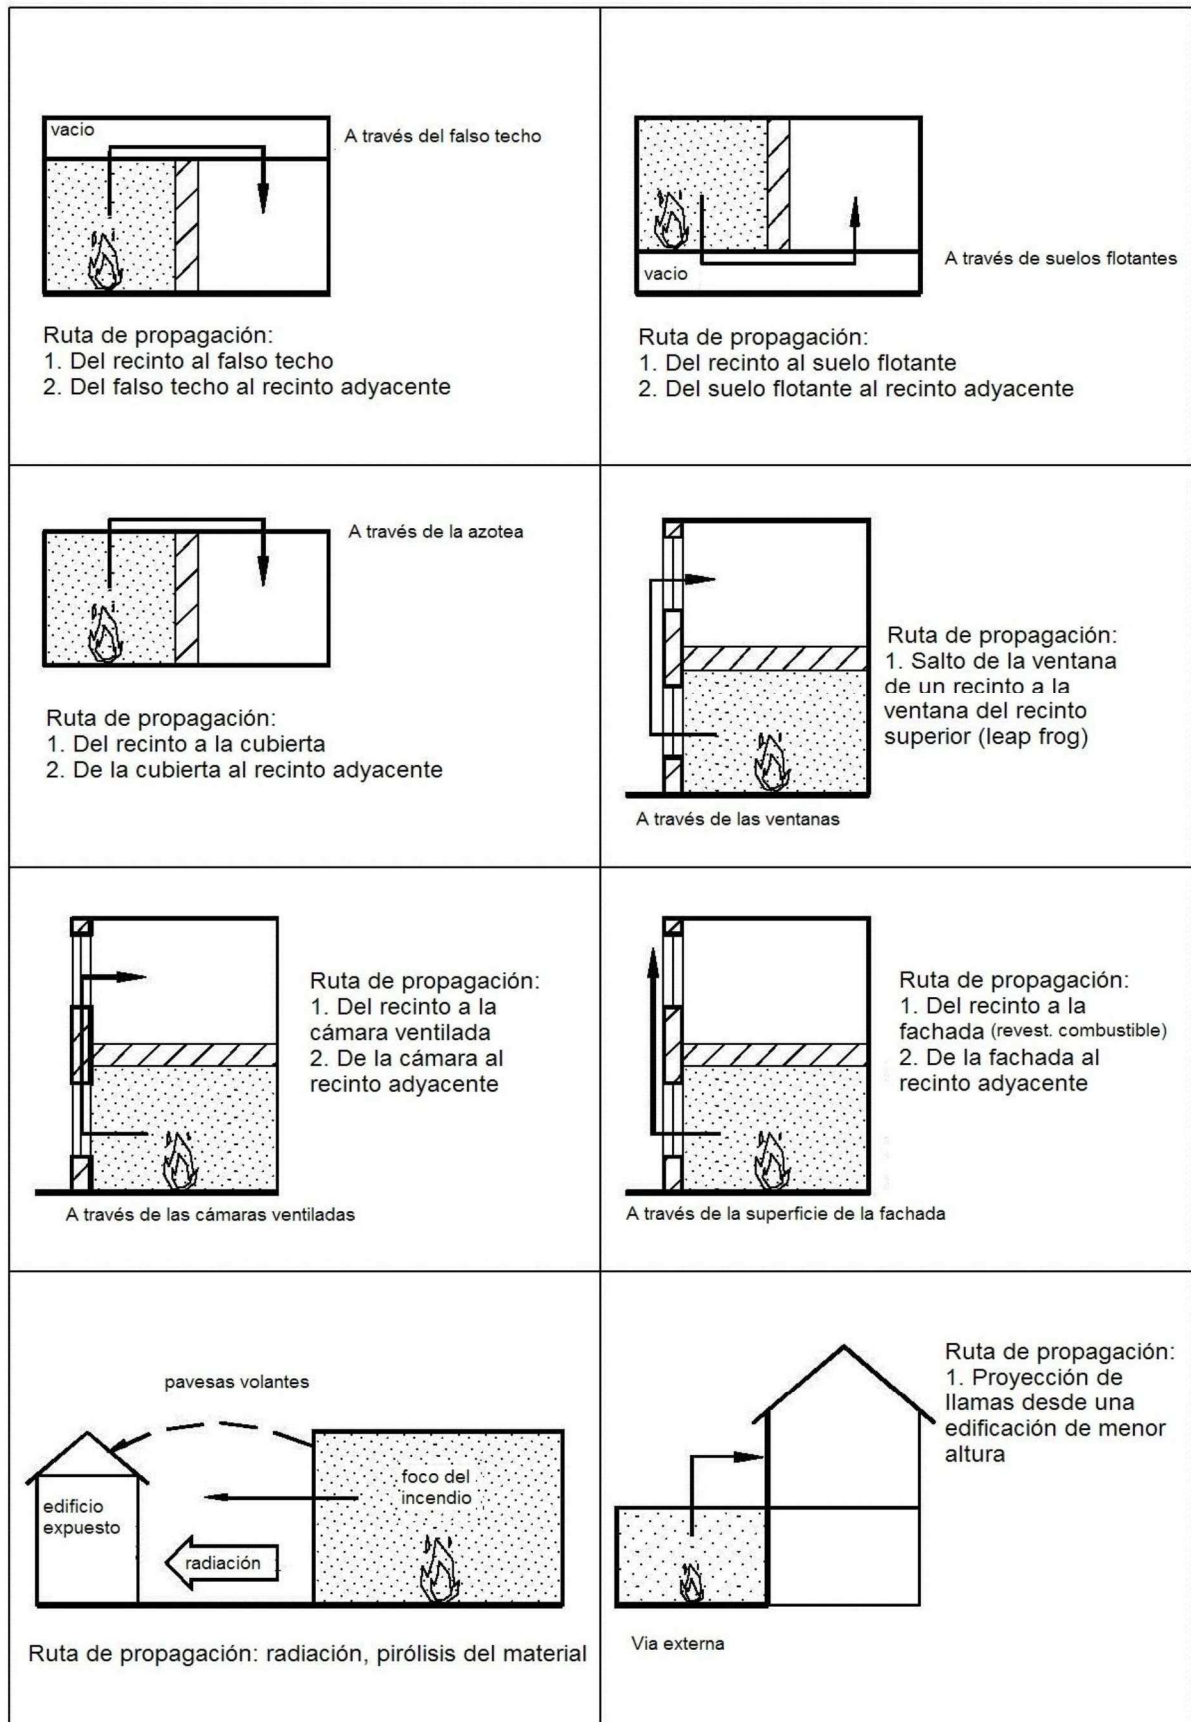 vacio
A través del falso techo
Ruta de propagación:
1. Del recinto al falso techo
2. Del falso techo al recinto adyacente
vacio
A través de suelos flotantes
Ruta de propagación:
1. Del recinto al suelo flotante
2. Del suelo flotante al recinto adyacente
A través de la azotea
Ruta de propagación:
1. Del recinto a la cubierta
2. De la cubierta al recinto adyacente
Ruta de propagación:
1. Salto de la ventana
de un recinto a la
ventana del recinto
superior (leap frog)
A través de las ventanas
Ruta de propagación:
1. Del recinto a la
cámara ventilada
2. De la cámara al
recinto adyacente
A través de las cámaras ventiladas
Ruta de propagación:
1. Del recinto a la
fachada (revest. combustible)
2. De la fachada al
recinto adyacente
A través de la superficie de la fachada
pavesas volantes
foco del
incendio
edificio
expuesto
radiación
Ruta de propagación: radiación, pirólisis del material
Ruta de propagación:
1. Proyección de
llamas desde una
edificación de menor
altura
Via externa